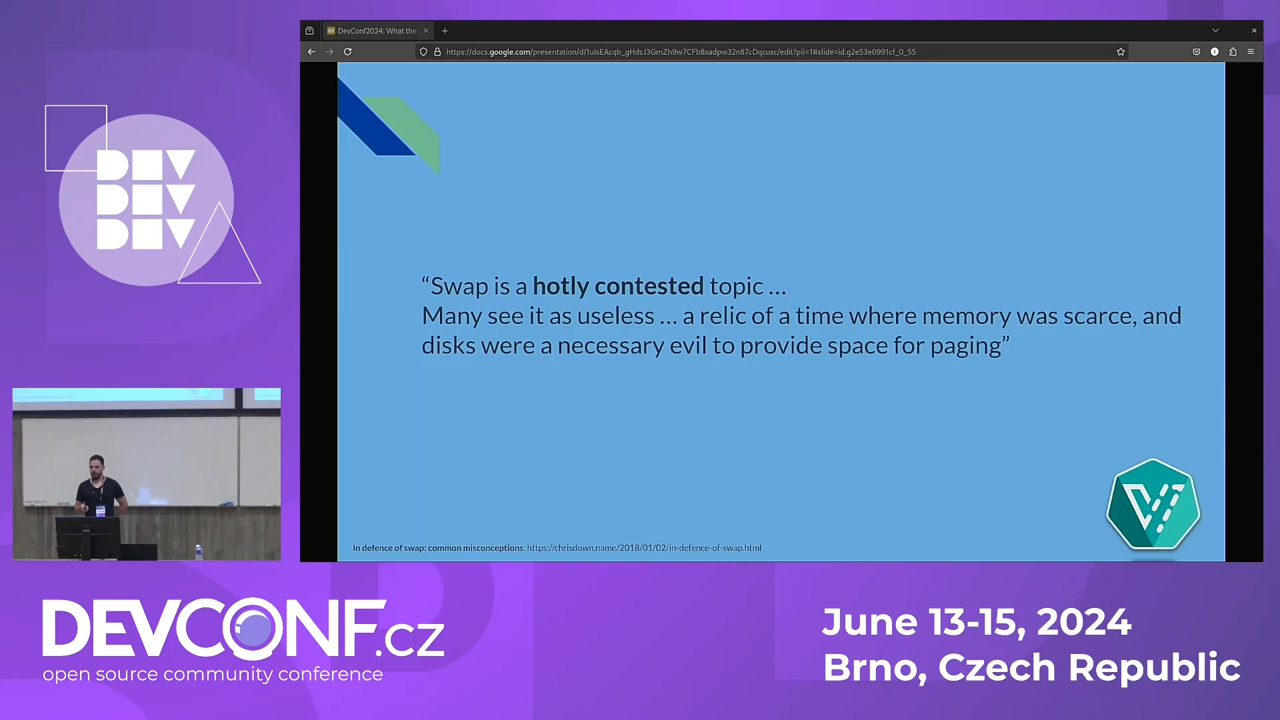 DevConf2024: What the
https://docs.google.com/presentation/d/1uIsEAcqb_gHdsJ3GmZh9w7CFb8xadpw32n87cDqcuxc/edit?pli=1#slide=id.g2e53e0991cf_0_55
DEV
DEV
DEV
“Swap is a hotly contested topic ...
Many see it as useless ... a relic of a time where memory was scarce, and
disks were a necessary evil to provide space for paging”
In defence of swap: common misconceptions: https://chrisdown.name/2018/01/02/in-defence-of-swap.html
DEVCONF.cz
open source community conference
June 13-15, 2024
Brno, Czech Republic